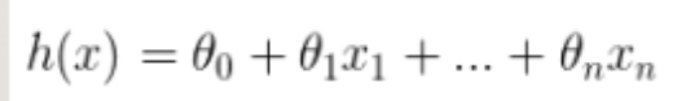 h(x) = θ₀ + θ₁x₁ + ... + θₙxₙ